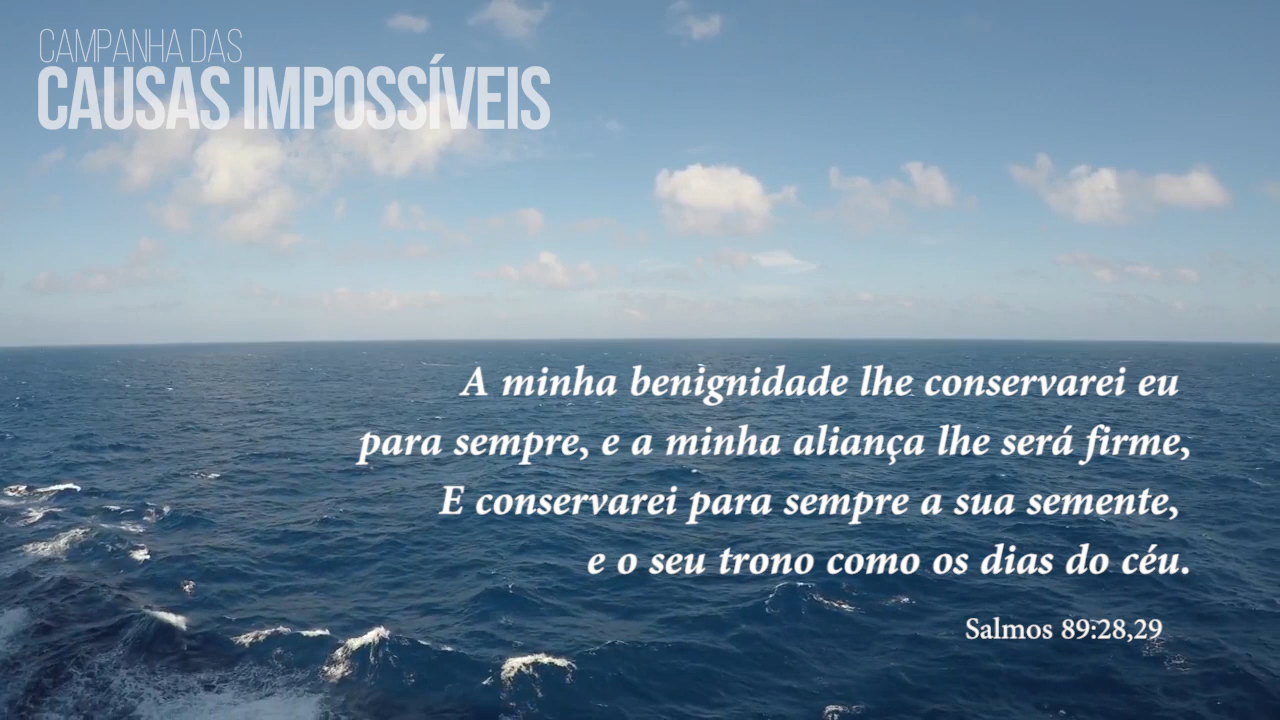 CAMPANHA DAS
CAUSAS IMPOSSÍVEIS
A minha benignidade lhe conservarei eu
para sempre, e a minha aliança lhe será firme,
E conservarei para sempre a sua semente,
e o seu trono como os dias do céu.
Salmos 89:28,29